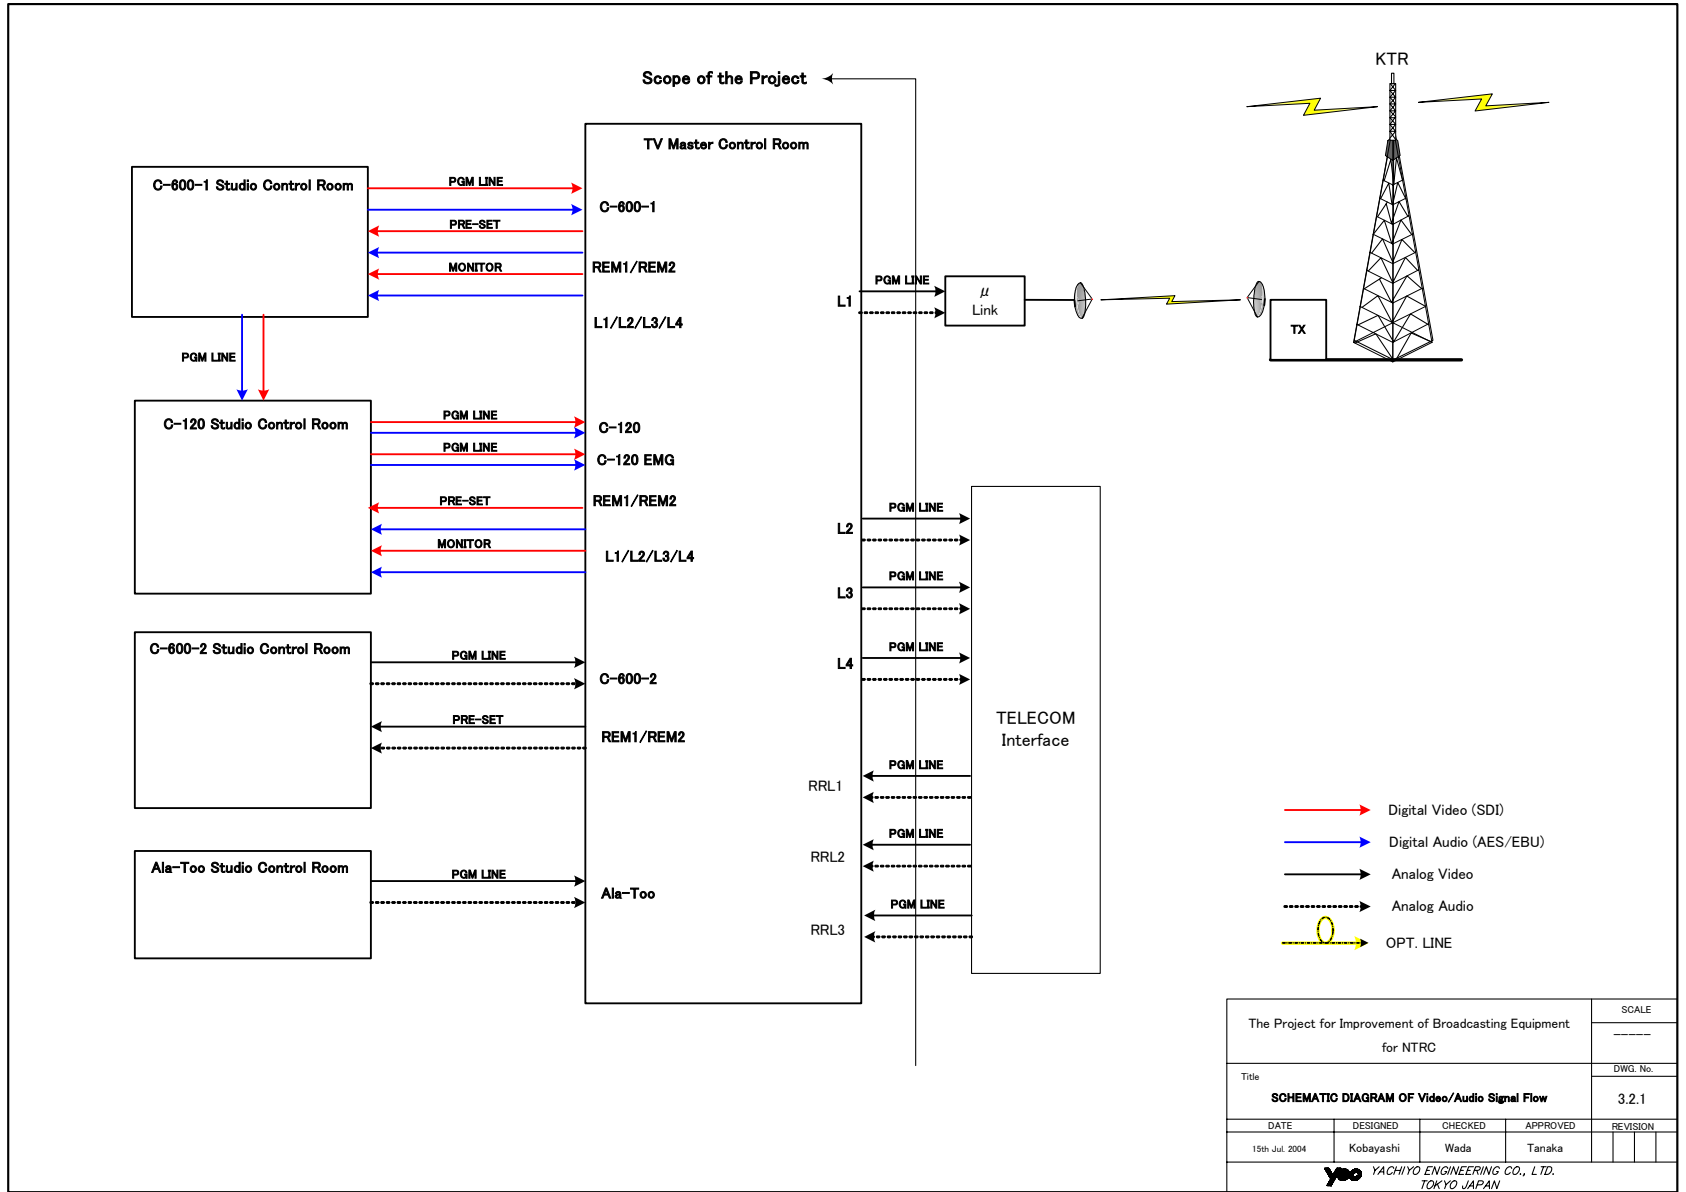 Scope of the Project
KTR
TV Master Control Room
C-600-1 Studio Control Room
PGM LINE
C-600-1
PRE-SET
MONITOR
REM1/REM2
L1/L2/L3/L4
PGM LINE
L1
PGM LINE
μ
Link
TX
C-120 Studio Control Room
PGM LINE
C-120
PGM LINE
C-120 EMG
PRE-SET
REM1/REM2
MONITOR
L1/L2/L3/L4
L2
PGM LINE
L3
PGM LINE
L4
PGM LINE
C-600-2 Studio Control Room
PGM LINE
C-600-2
PRE-SET
REM1/REM2
TELECOM
Interface
RRL1
PGM LINE
RRL2
PGM LINE
RRL3
PGM LINE
Ala-Too Studio Control Room
PGM LINE
Ala-Too
Digital Video (SDI)
Digital Audio (AES/EBU)
Analog Video
Analog Audio
OPT. LINE
The Project for Improvement of Broadcasting Equipment
for NTRC
SCALE
-----
Title
SCHEMATIC DIAGRAM OF Video/Audio Signal Flow
DWG. No.
3.2.1
DATE DESIGNED CHECKED APPROVED REVISION
15th Jul. 2004 Kobayashi Wada Tanaka
yeo YACHIYO ENGINEERING CO., LTD.
TOKYO JAPAN